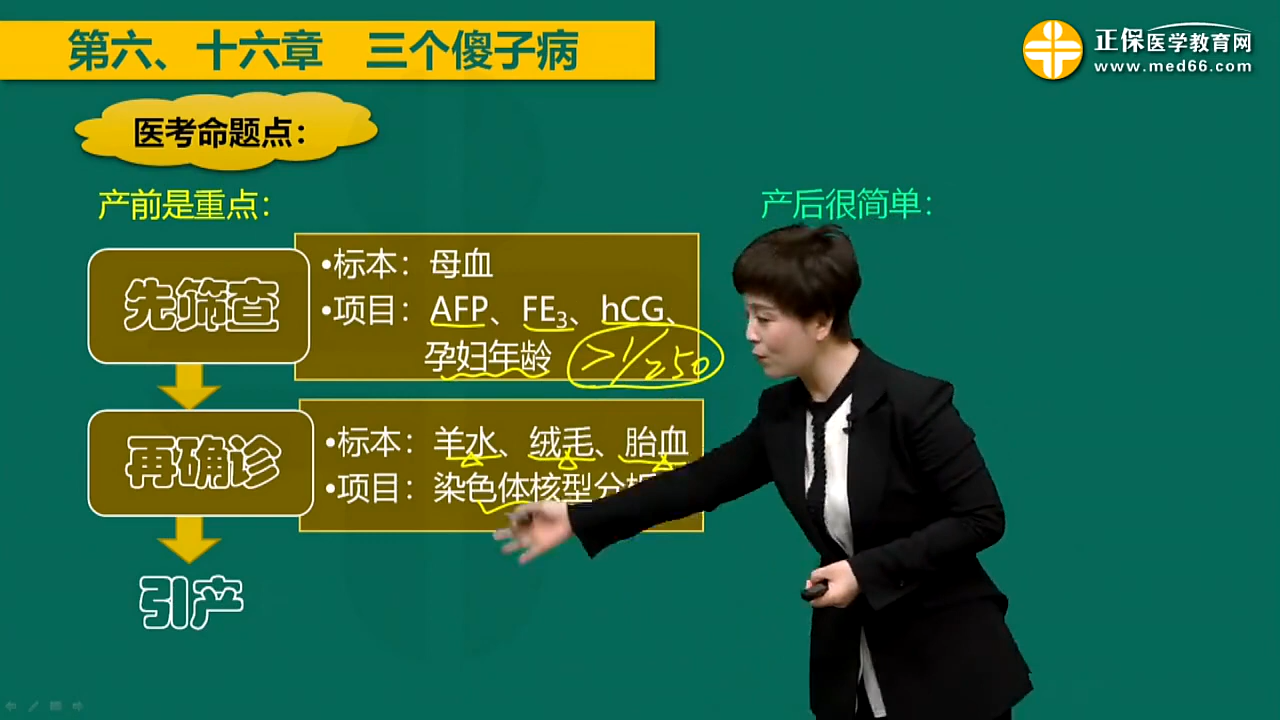 第六、十六章 三个傻子病
正保医学教育网
www.med66.com
医考命题点：
产前是重点：
产后很简单：
先筛查
•标本：母血
•项目：AFP、FE₃、hCG、
孕妇年龄 >1/250
再确诊
•标本：羊水、绒毛、胎血
•项目：染色体核型分析
引产